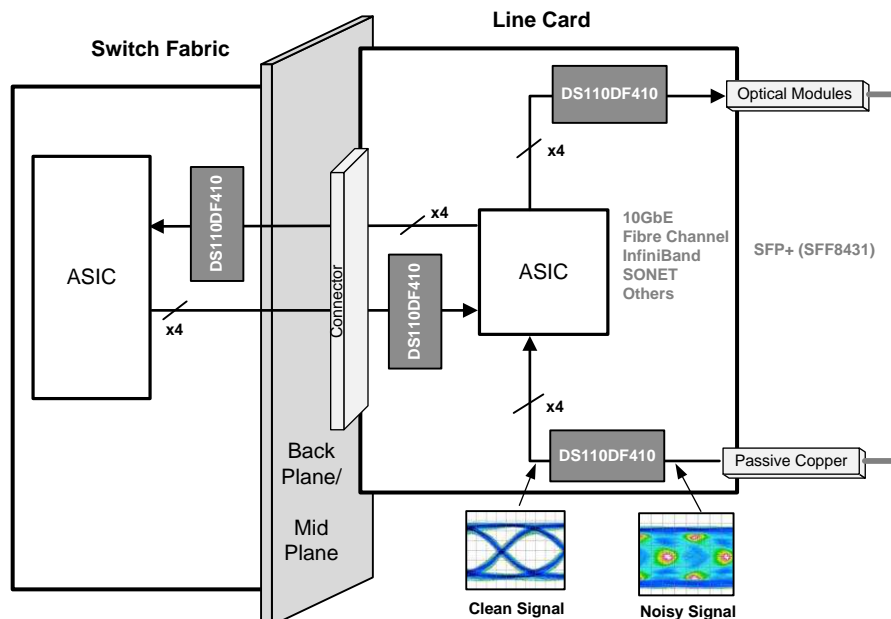 Line Card
Switch Fabric
DS110DF410
Optical Modules
x4
DS110DF410
x4
10GbE
Fibre Channel
InfiniBand
SONET
Others
SFP+ (SFF8431)
ASIC
ASIC
DS110DF410
Connector
x4
x4
DS110DF410
Passive Copper
Back
Plane/
Mid
Plane
Clean Signal
Noisy Signal